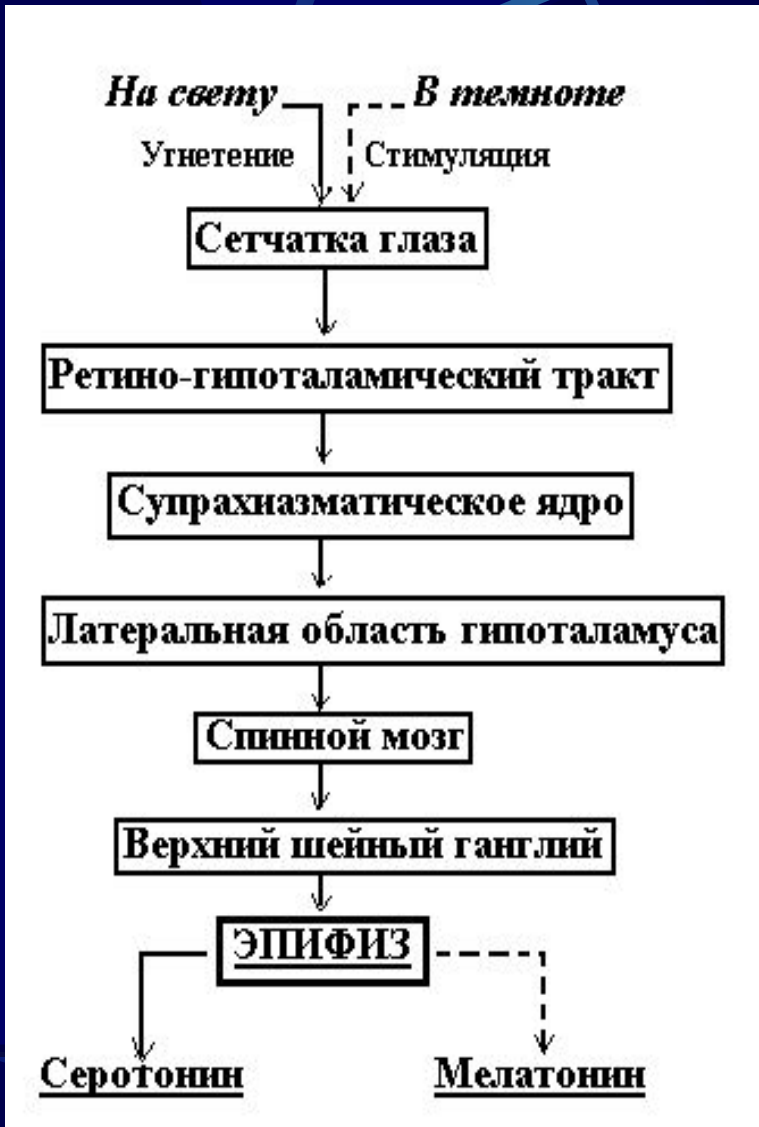 На свету В темноте
Угнетение Стимуляция
Сетчатка глаза
Ретино-гипоталамический тракт
Супрахиазматическое ядро
Латеральная область гипоталамуса
Спинной мозг
Верхний шейный ганглий
ЭПИФИЗ
Серотонин Мелатонин